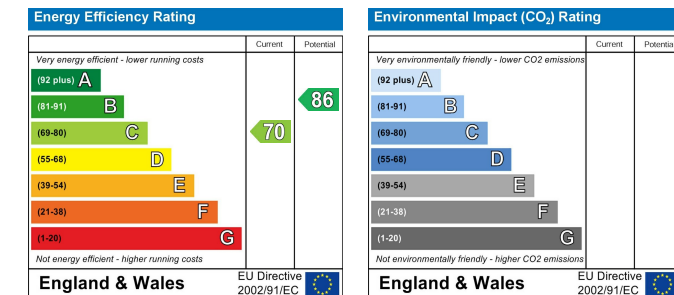 Energy Efficiency Rating
Current Potential
Very energy efficient - lower running costs
(92 plus) A
(81-91) B
86
(69-80) C
70
(55-68) D
(39-54) E
(21-38) F
(1-20) G
Not energy efficient - higher running costs
England & Wales
EU Directive
2002/91/EC
Environmental Impact (CO2) Rating
Current Potentia
Very environmentally friendly - lower CO2 emissions
(92 plus) A
(81-91) B
(69-80) C
(55-68) D
(39-54) E
(21-38) F
(1-20) G
Not environmentally friendly - higher CO2 emissions
England & Wales
EU Directive
2002/91/EC